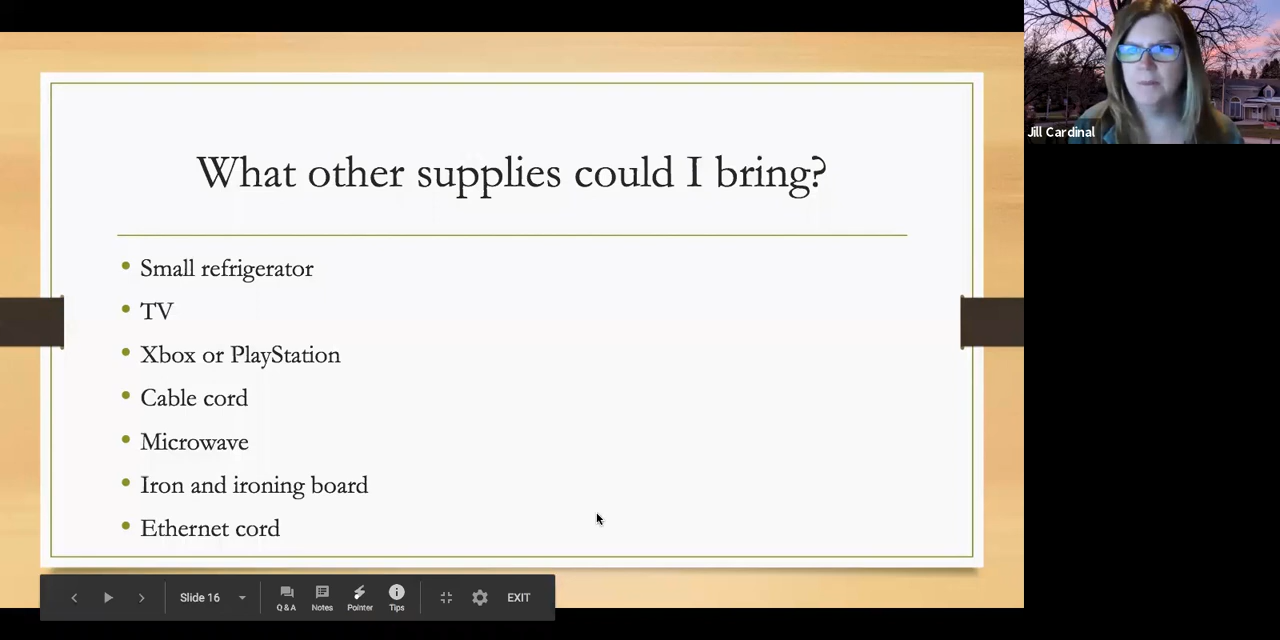 What other supplies could I bring?
Small refrigerator
TV
Xbox or PlayStation
Cable cord
Microwave
Iron and ironing board
Ethernet cord
Slide 16
Q & A
Notes
Pointer
Tips
EXIT
Jill Cardinal